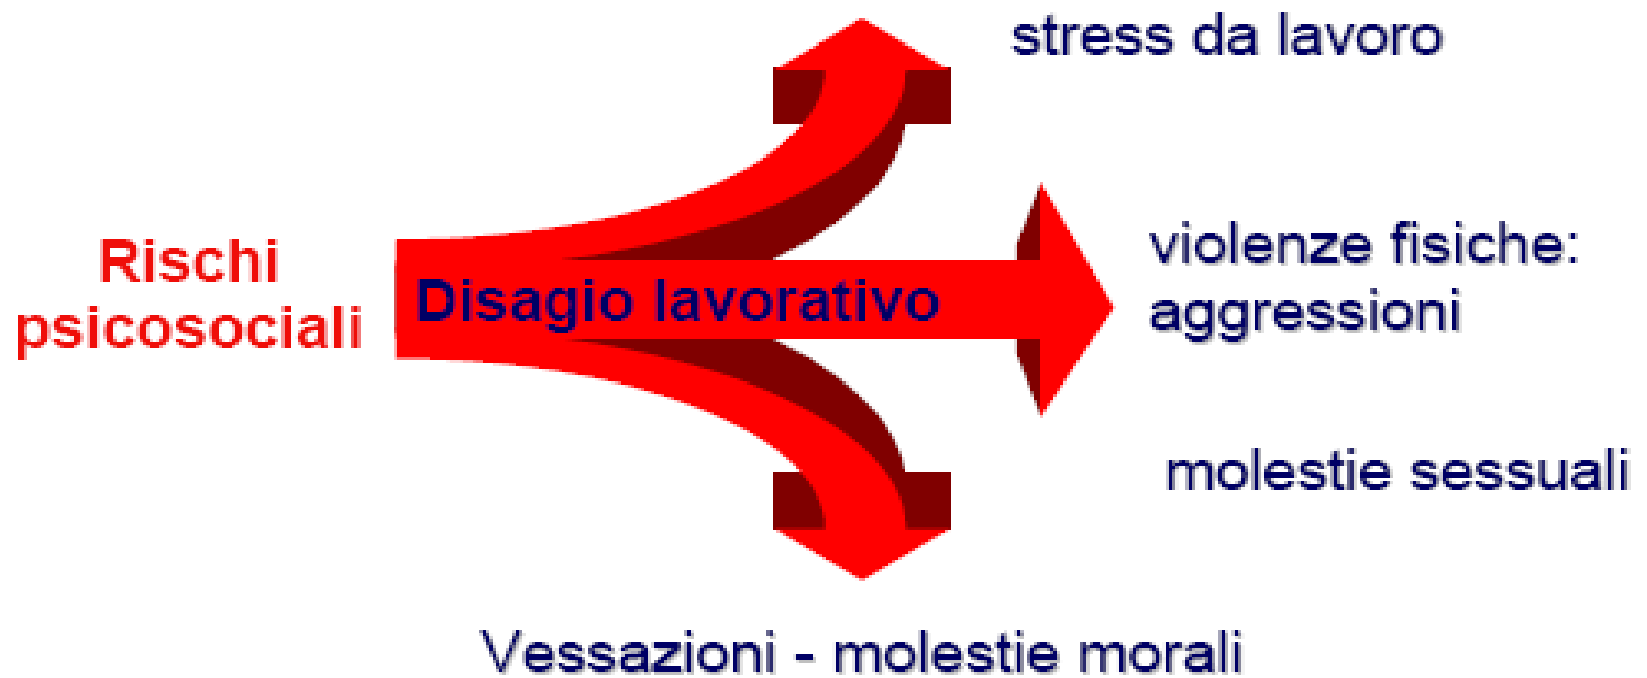 stress da lavoro
Rischi
psicosociali
Disagio lavorativo
violenze fisiche:
aggressioni
molestie sessuali
Vessazioni - molestie morali